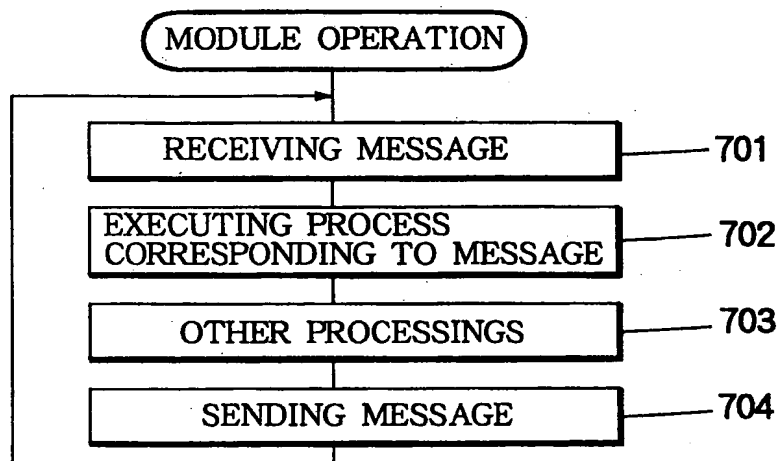 MODULE OPERATION
RECEIVING MESSAGE
701
EXECUTING PROCESS
CORRESPONDING TO MESSAGE
702
OTHER PROCESSINGS
703
SENDING MESSAGE
704